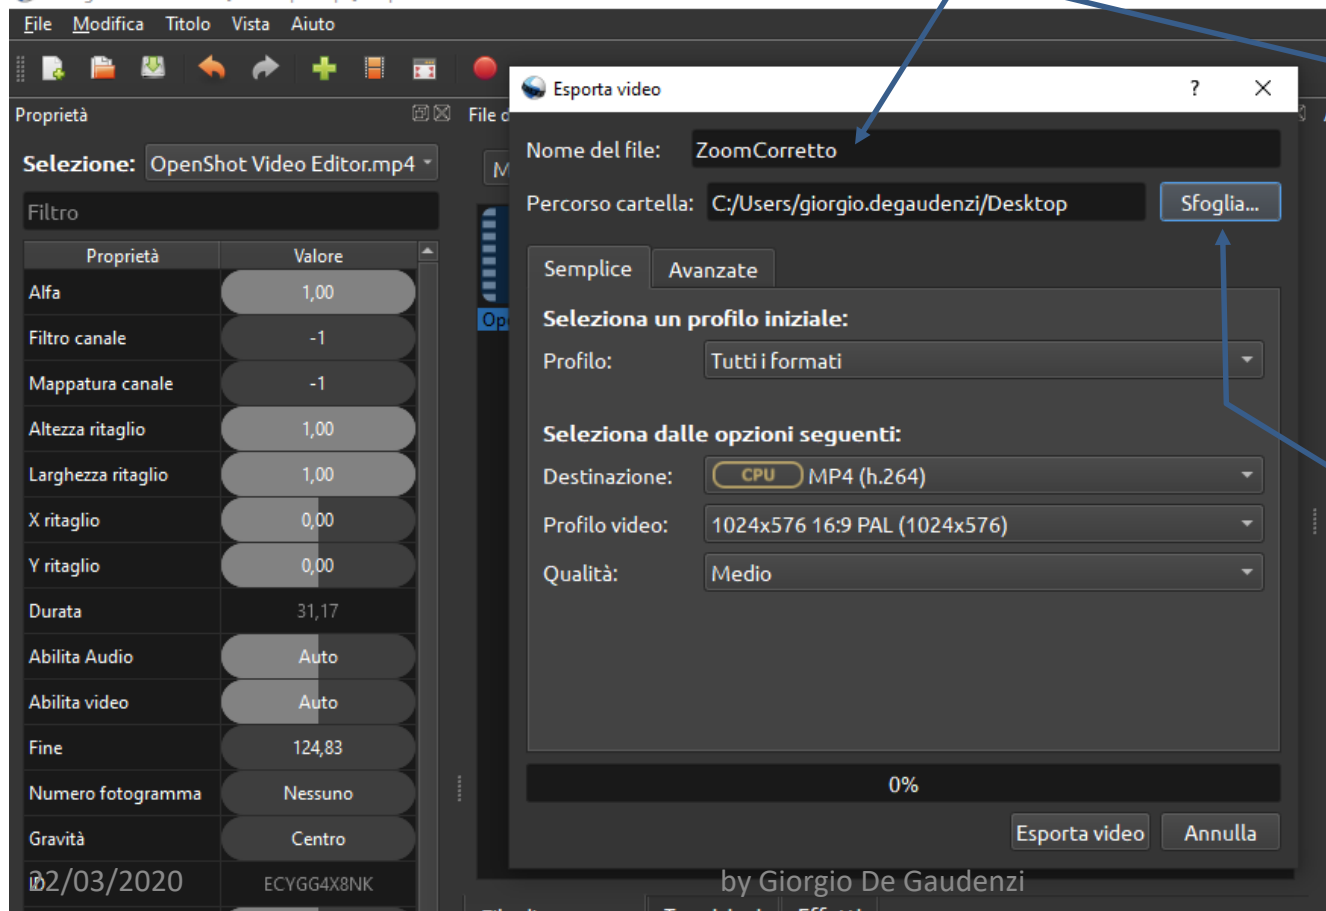 File Modifica Titolo Vista Aiuto
Proprietà
Selezione: OpenShot Video Editor.mp4
Filtro
Proprietà Valore
Alfa 1,00
Filtro canale -1
Mappatura canale -1
Altezza ritaglio 1,00
Larghezza ritaglio 1,00
X ritaglio 0,00
Y ritaglio 0,00
Durata 31,17
Abilita Audio Auto
Abilita video Auto
Fine 124,83
Numero fotogramma Nessuno
Gravità Centro
ID ECYGG4X8NK
File d
M
Ope
Esporta video ?
Nome del file: ZoomCorretto
Percorso cartella: C:/Users/giorgio.degaudenzi/Desktop Sfoglia...
Semplice Avanzate
Seleziona un profilo iniziale:
Profilo: Tutti i formati
Seleziona dalle opzioni seguenti:
Destinazione: CPU MP4 (h.264)
Profilo video: 1024x576 16:9 PAL (1024x576)
Qualità: Medio
0%
Esporta video Annulla
22/03/2020 by Giorgio De Gaudenzi